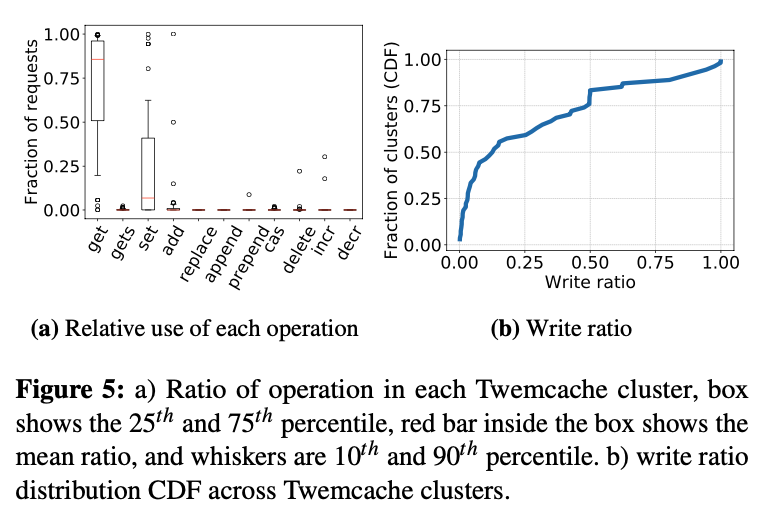 Fraction of requests
1.00
0.75
0.50
0.25
0.00
get
gets
set
add
replace
append
prepend
cas
delete
incr
decr
(a) Relative use of each operation
Fraction of clusters (CDF)
1.00
0.75
0.50
0.25
0.00
0.00 0.25 0.50 0.75 1.00
Write ratio
(b) Write ratio
Figure 5: a) Ratio of operation in each Twemcache cluster, box
shows the 25th and 75th percentile, red bar inside the box shows the
mean ratio, and whiskers are 10th and 90th percentile. b) write ratio
distribution CDF across Twemcache clusters.